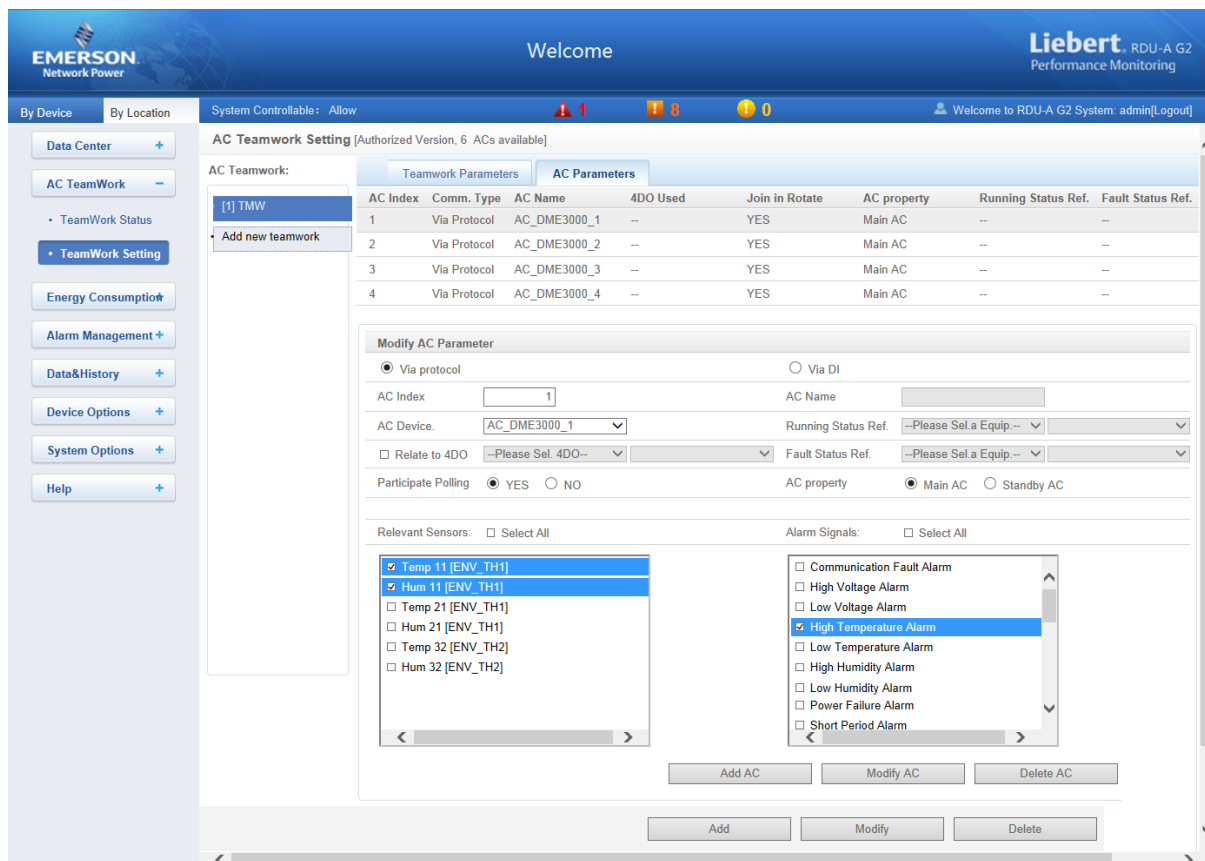 EMERSON
Network Power
Welcome
Liebert. RDU-A G2
Performance Monitoring
By Device By Location
System Controllable: Allow 1 8 0 Welcome to RDU-A G2 System: admin[Logout]
AC Teamwork Setting [Authorized Version, 6 ACs available]
Data Center +
AC TeamWork −
• TeamWork Status
• TeamWork Setting
Energy Consumption +
Alarm Management +
Data&History +
Device Options +
System Options +
Help +
AC Teamwork:
[1] TMW
• Add new teamwork
Teamwork Parameters AC Parameters
AC Index Comm. Type AC Name 4DO Used Join in Rotate AC property Running Status Ref. Fault Status Ref.
1 Via Protocol AC_DME3000_1 -- YES Main AC -- --
2 Via Protocol AC_DME3000_2 -- YES Main AC -- --
3 Via Protocol AC_DME3000_3 -- YES Main AC -- --
4 Via Protocol AC_DME3000_4 -- YES Main AC -- --
Modify AC Parameter
Via protocol Via DI
AC Index 1 AC Name
AC Device. AC_DME3000_1 Running Status Ref. --Please Sel.a Equip.--
Relate to 4DO --Please Sel. 4DO-- Fault Status Ref. --Please Sel.a Equip.--
Participate Polling YES NO AC property Main AC Standby AC
Relevant Sensors: Select All Alarm Signals: Select All
Temp 11 [ENV_TH1]
Hum 11 [ENV_TH1]
Temp 21 [ENV_TH1]
Hum 21 [ENV_TH1]
Temp 32 [ENV_TH2]
Hum 32 [ENV_TH2]
Communication Fault Alarm
High Voltage Alarm
Low Voltage Alarm
High Temperature Alarm
Low Temperature Alarm
High Humidity Alarm
Low Humidity Alarm
Power Failure Alarm
Short Period Alarm
Add AC Modify AC Delete AC
Add Modify Delete